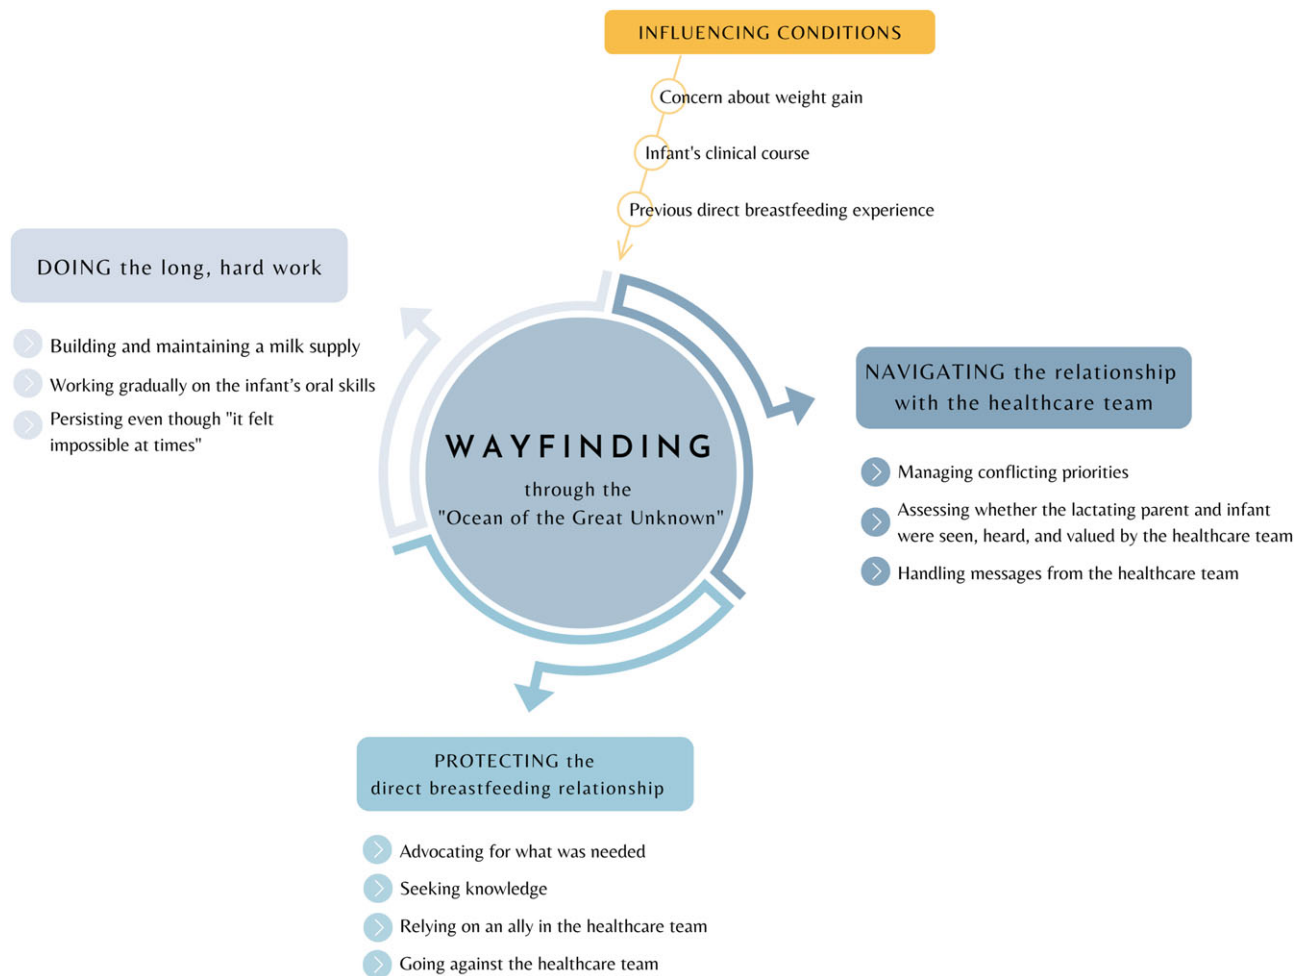 INFLUENCING CONDITIONS
Concern about weight gain
Infant's clinical course
Previous direct breastfeeding experience
DOING the long, hard work
Building and maintaining a milk supply
Working gradually on the infant’s oral skills
Persisting even though "it felt
impossible at times"
WAYFINDING
through the
"Ocean of the Great Unknown"
NAVIGATING the relationship
with the healthcare team
Managing conflicting priorities
Assessing whether the lactating parent and infant
were seen, heard, and valued by the healthcare team
Handling messages from the healthcare team
PROTECTING the
direct breastfeeding relationship
Advocating for what was needed
Seeking knowledge
Relying on an ally in the healthcare team
Going against the healthcare team